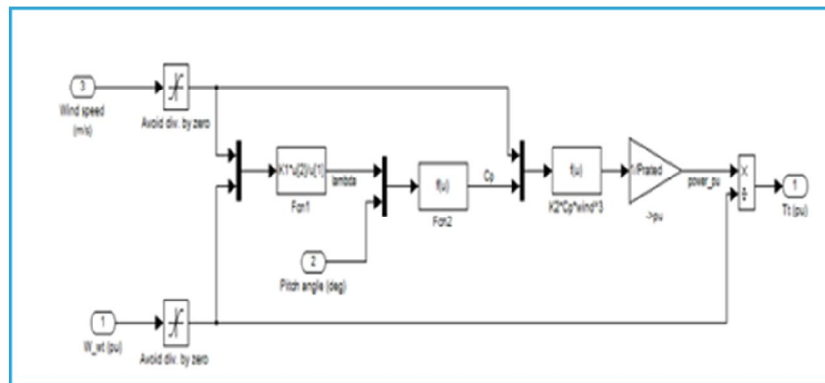 3
Wind speed
(m/s)
Avoid div. by zero
K1*u[2]/u[1]
lambda
Fcn1
f(u)
Fcn2
Cp
f(u)
K2*Cp*wind^3
1/Prated
->pu
power_pu
X
÷
1
Tt (pu)
2
Pitch angle (deg)
1
W_wt (pu)
Avoid div. by zero